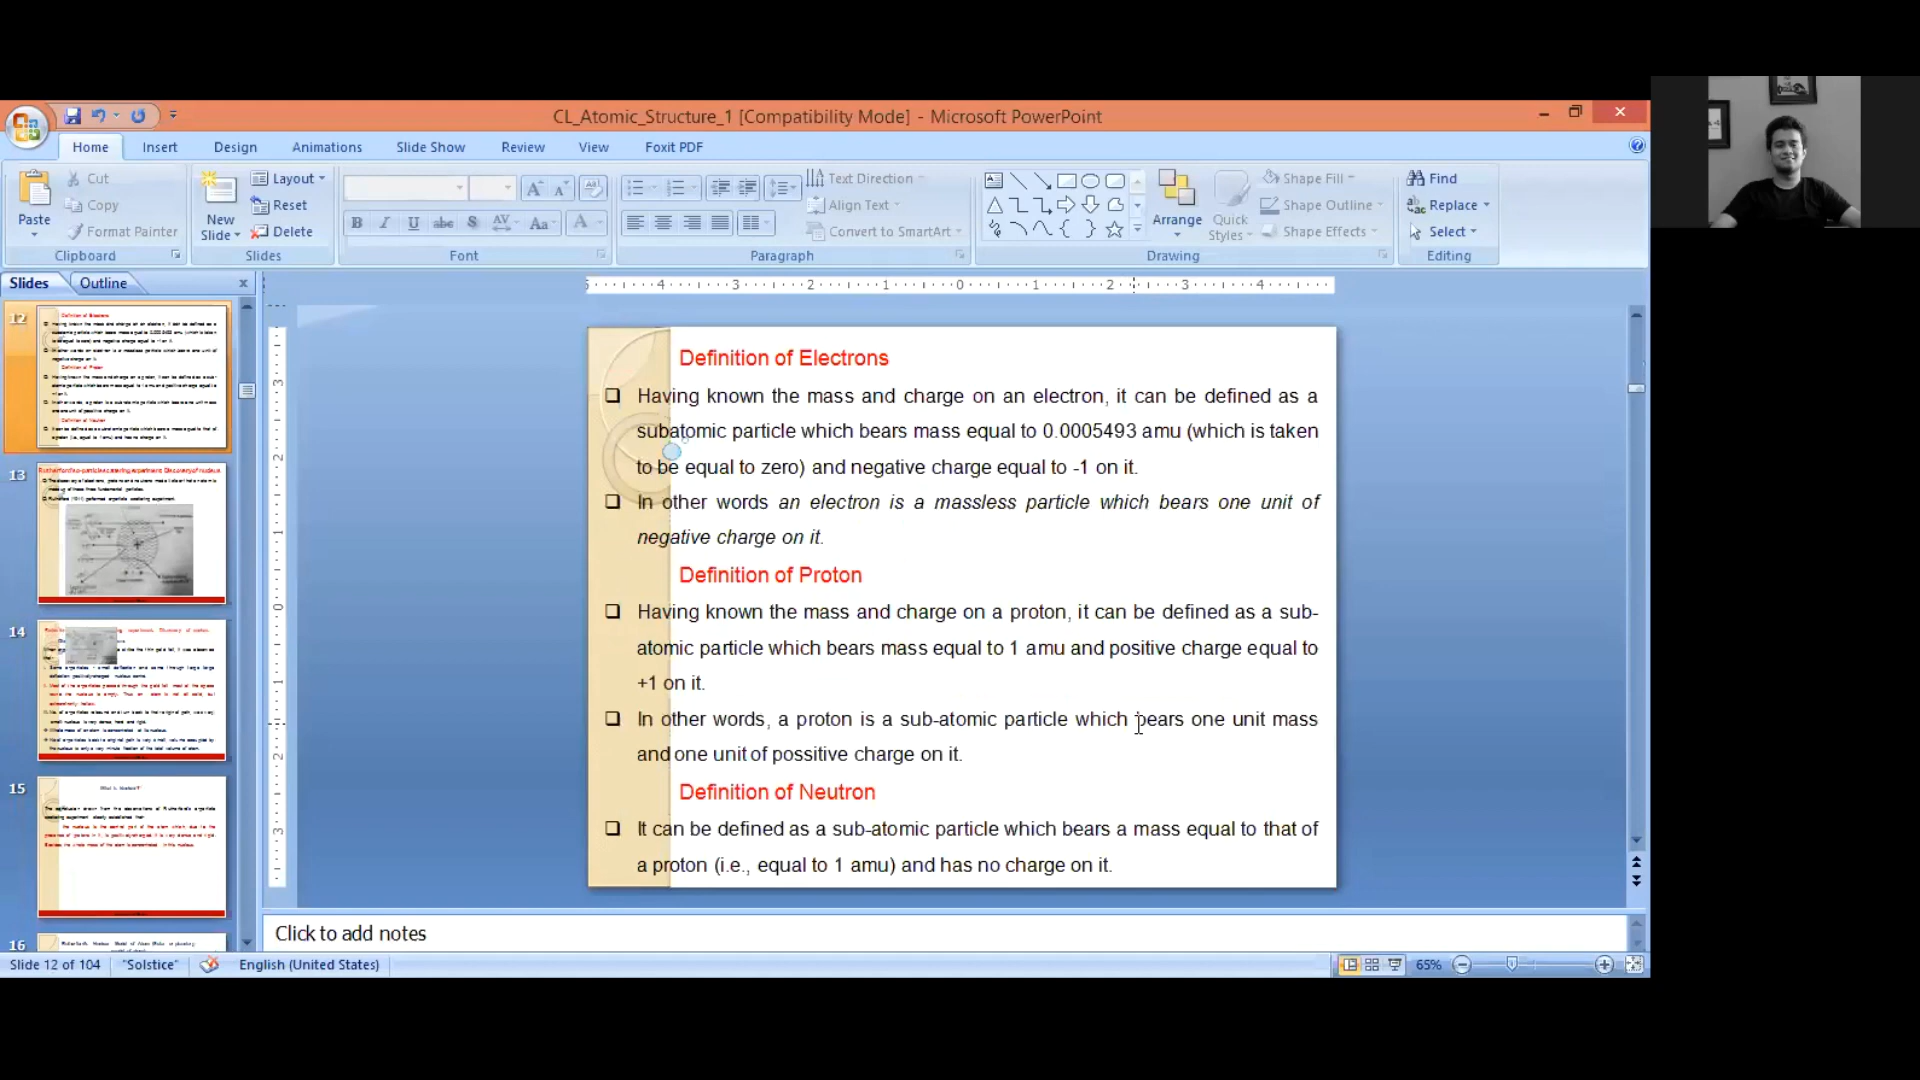 CL_Atomic_Structure_1 [Compatibility Mode] - Microsoft PowerPoint
Home Insert Design Animations Slide Show Review View Foxit PDF
Paste
Cut
Copy
Format Painter
Clipboard
New
Slide
Layout
Reset
Delete
Slides
Font
Text Direction
Align Text
Convert to SmartArt
Paragraph
Arrange
Quick
Styles
Shape Fill
Shape Outline
Shape Effects
Drawing
Find
Replace
Select
Editing
Slides Outline
12
13
14
15
16
Definition of Electrons
Having known the mass and charge on an electron, it can be defined as a
subatomic particle which bears mass equal to 0.0005493 amu (which is taken
to be equal to zero) and negative charge equal to -1 on it.
In other words an electron is a massless particle which bears one unit of
negative charge on it.
Definition of Proton
Having known the mass and charge on a proton, it can be defined as a sub-
atomic particle which bears mass equal to 1 amu and positive charge equal to
+1 on it.
In other words, a proton is a sub-atomic particle which bears one unit mass
and one unit of possitive charge on it.
Definition of Neutron
It can be defined as a sub-atomic particle which bears a mass equal to that of
a proton (i.e., equal to 1 amu) and has no charge on it.
Click to add notes
Slide 12 of 104 "Solstice" English (United States) 65%